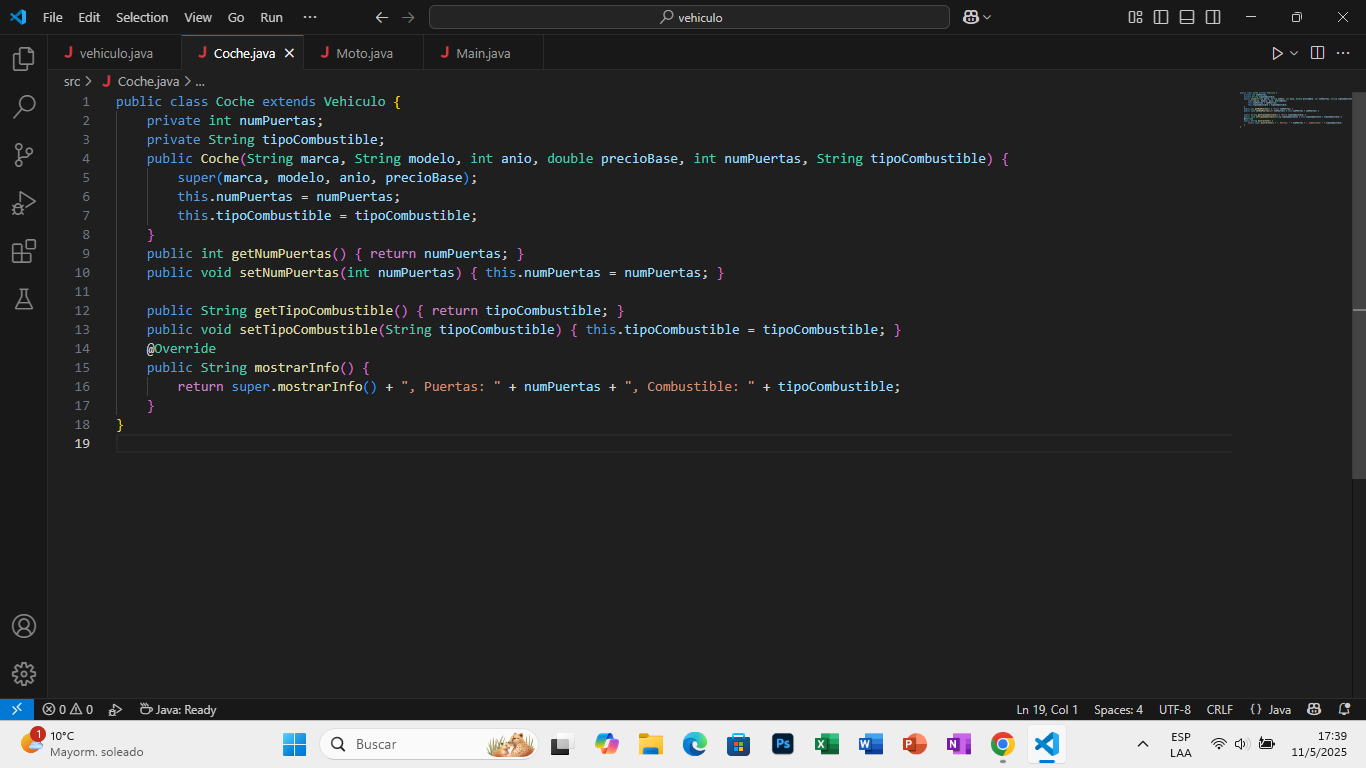 File Edit Selection View Go Run ··· vehiculo
vehiculo.java Coche.java Moto.java Main.java
src > Coche.java > ...
1 public class Coche extends Vehiculo {
2 private int numPuertas;
3 private String tipoCombustible;
4 public Coche(String marca, String modelo, int anio, double precioBase, int numPuertas, String tipoCombustible) {
5 super(marca, modelo, anio, precioBase);
6 this.numPuertas = numPuertas;
7 this.tipoCombustible = tipoCombustible;
8 }
9 public int getNumPuertas() { return numPuertas; }
10 public void setNumPuertas(int numPuertas) { this.numPuertas = numPuertas; }
11
12 public String getTipoCombustible() { return tipoCombustible; }
13 public void setTipoCombustible(String tipoCombustible) { this.tipoCombustible = tipoCombustible; }
14 @Override
15 public String mostrarInfo() {
16 return super.mostrarInfo() + ", Puertas: " + numPuertas + ", Combustible: " + tipoCombustible;
17 }
18 }
19
0 0 Java: Ready Ln 19, Col 1 Spaces: 4 UTF-8 CRLF {} Java
1 10°C
Mayorm. soleado
Buscar
Ps
ESP
LAA
17:39
11/5/2025